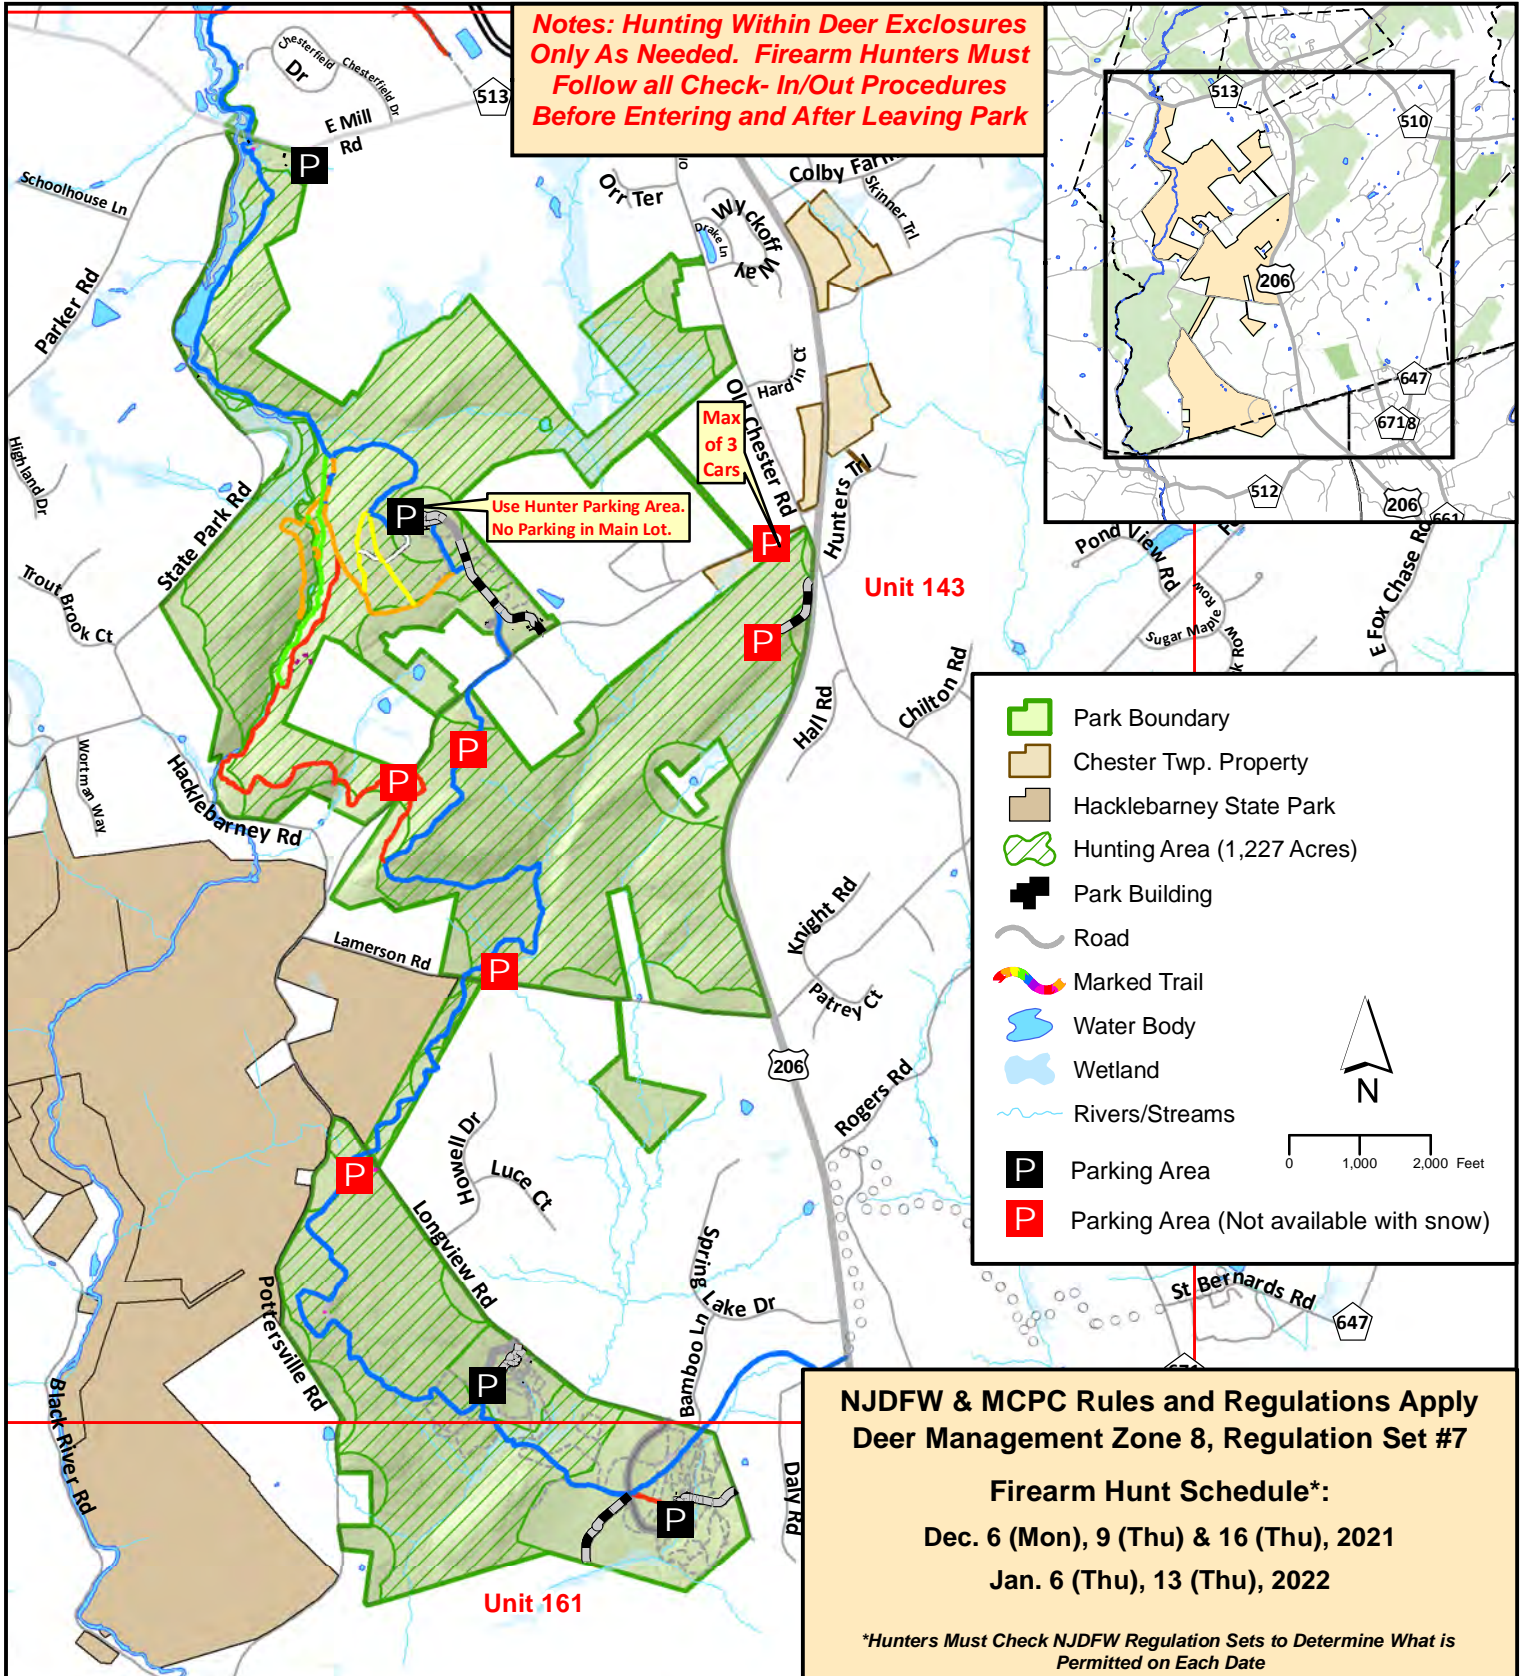 Notes: Hunting Within Deer Exclosures
Only As Needed. Firearm Hunters Must
Follow all Check- In/Out Procedures
Before Entering and After Leaving Park
Chesterfield
Dr
Chesterfield Dr
513
E Mill
Rd
P
Schoolhouse Ln
Parker Rd
Orr Ter
Drake Ln
Wyckoff
Way
Colby Farm
Skinner Trl
513
510
206
647
671
512
206
661
Hardin Ct
Old Chester Rd
Max
of 3
Cars
Hunters Trl
Highland Dr
State Park Rd
P
Use Hunter Parking Area.
No Parking in Main Lot.
P
Pond View Rd
E Fox Chase Rd
Trout
Brook Ct
Unit 143
Sugar Maple Row
k Row
P
Chilton Rd
Hall Rd
Wortman Way
Hacklebarney Rd
P
P
Park Boundary
Chester Twp. Property
Hacklebarney State Park
Hunting Area (1,227 Acres)
Park Building
Road
Marked Trail
Water Body
Wetland
Rivers/Streams
P Parking Area
P Parking Area (Not available with snow)
N
0 1,000 2,000 Feet
Knight Rd
Patrey Ct
Lamerson Rd
P
206
Rogers Rd
Howell Dr
Luce Ct
P
Longview Rd
Spring
Lake Dr
Bamboo Ln
St Bernards Rd
647
671
Pottersville Rd
Black River Rd
P
P
Daly Rd
Unit 161
NJDFW & MCPC Rules and Regulations Apply
Deer Management Zone 8, Regulation Set #7
Firearm Hunt Schedule*:
Dec. 6 (Mon), 9 (Thu) & 16 (Thu), 2021
Jan. 6 (Thu), 13 (Thu), 2022
*Hunters Must Check NJDFW Regulation Sets to Determine What is
Permitted on Each Date